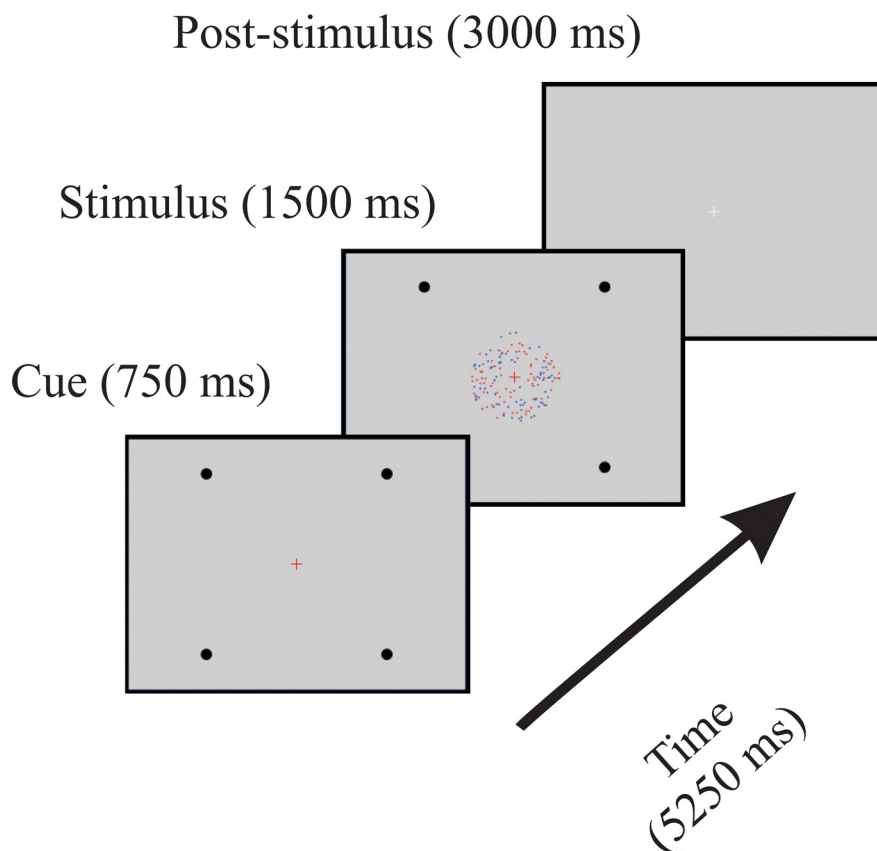 Post-stimulus (3000 ms)
Stimulus (1500 ms)
Cue (750 ms)
Time
(5250 ms)